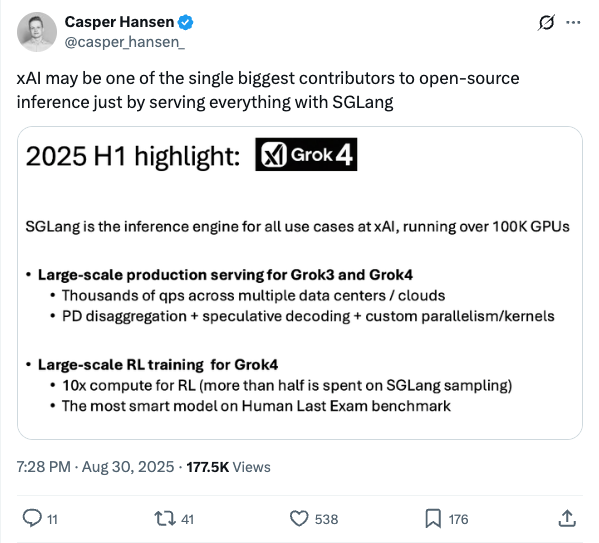 Casper Hansen
@casper_hansen_
xAI may be one of the single biggest contributors to open-source
inference just by serving everything with SGLang
2025 H1 highlight: Grok 4
SGLang is the inference engine for all use cases at xAI, running over 100K GPUs
• Large-scale production serving for Grok3 and Grok4
• Thousands of qps across multiple data centers / clouds
• PD disaggregation + speculative decoding + custom parallelism/kernels
• Large-scale RL training for Grok4
• 10x compute for RL (more than half is spent on SGLang sampling)
• The most smart model on Human Last Exam benchmark
7:28 PM · Aug 30, 2025 · 177.5K Views
11 41 538 176